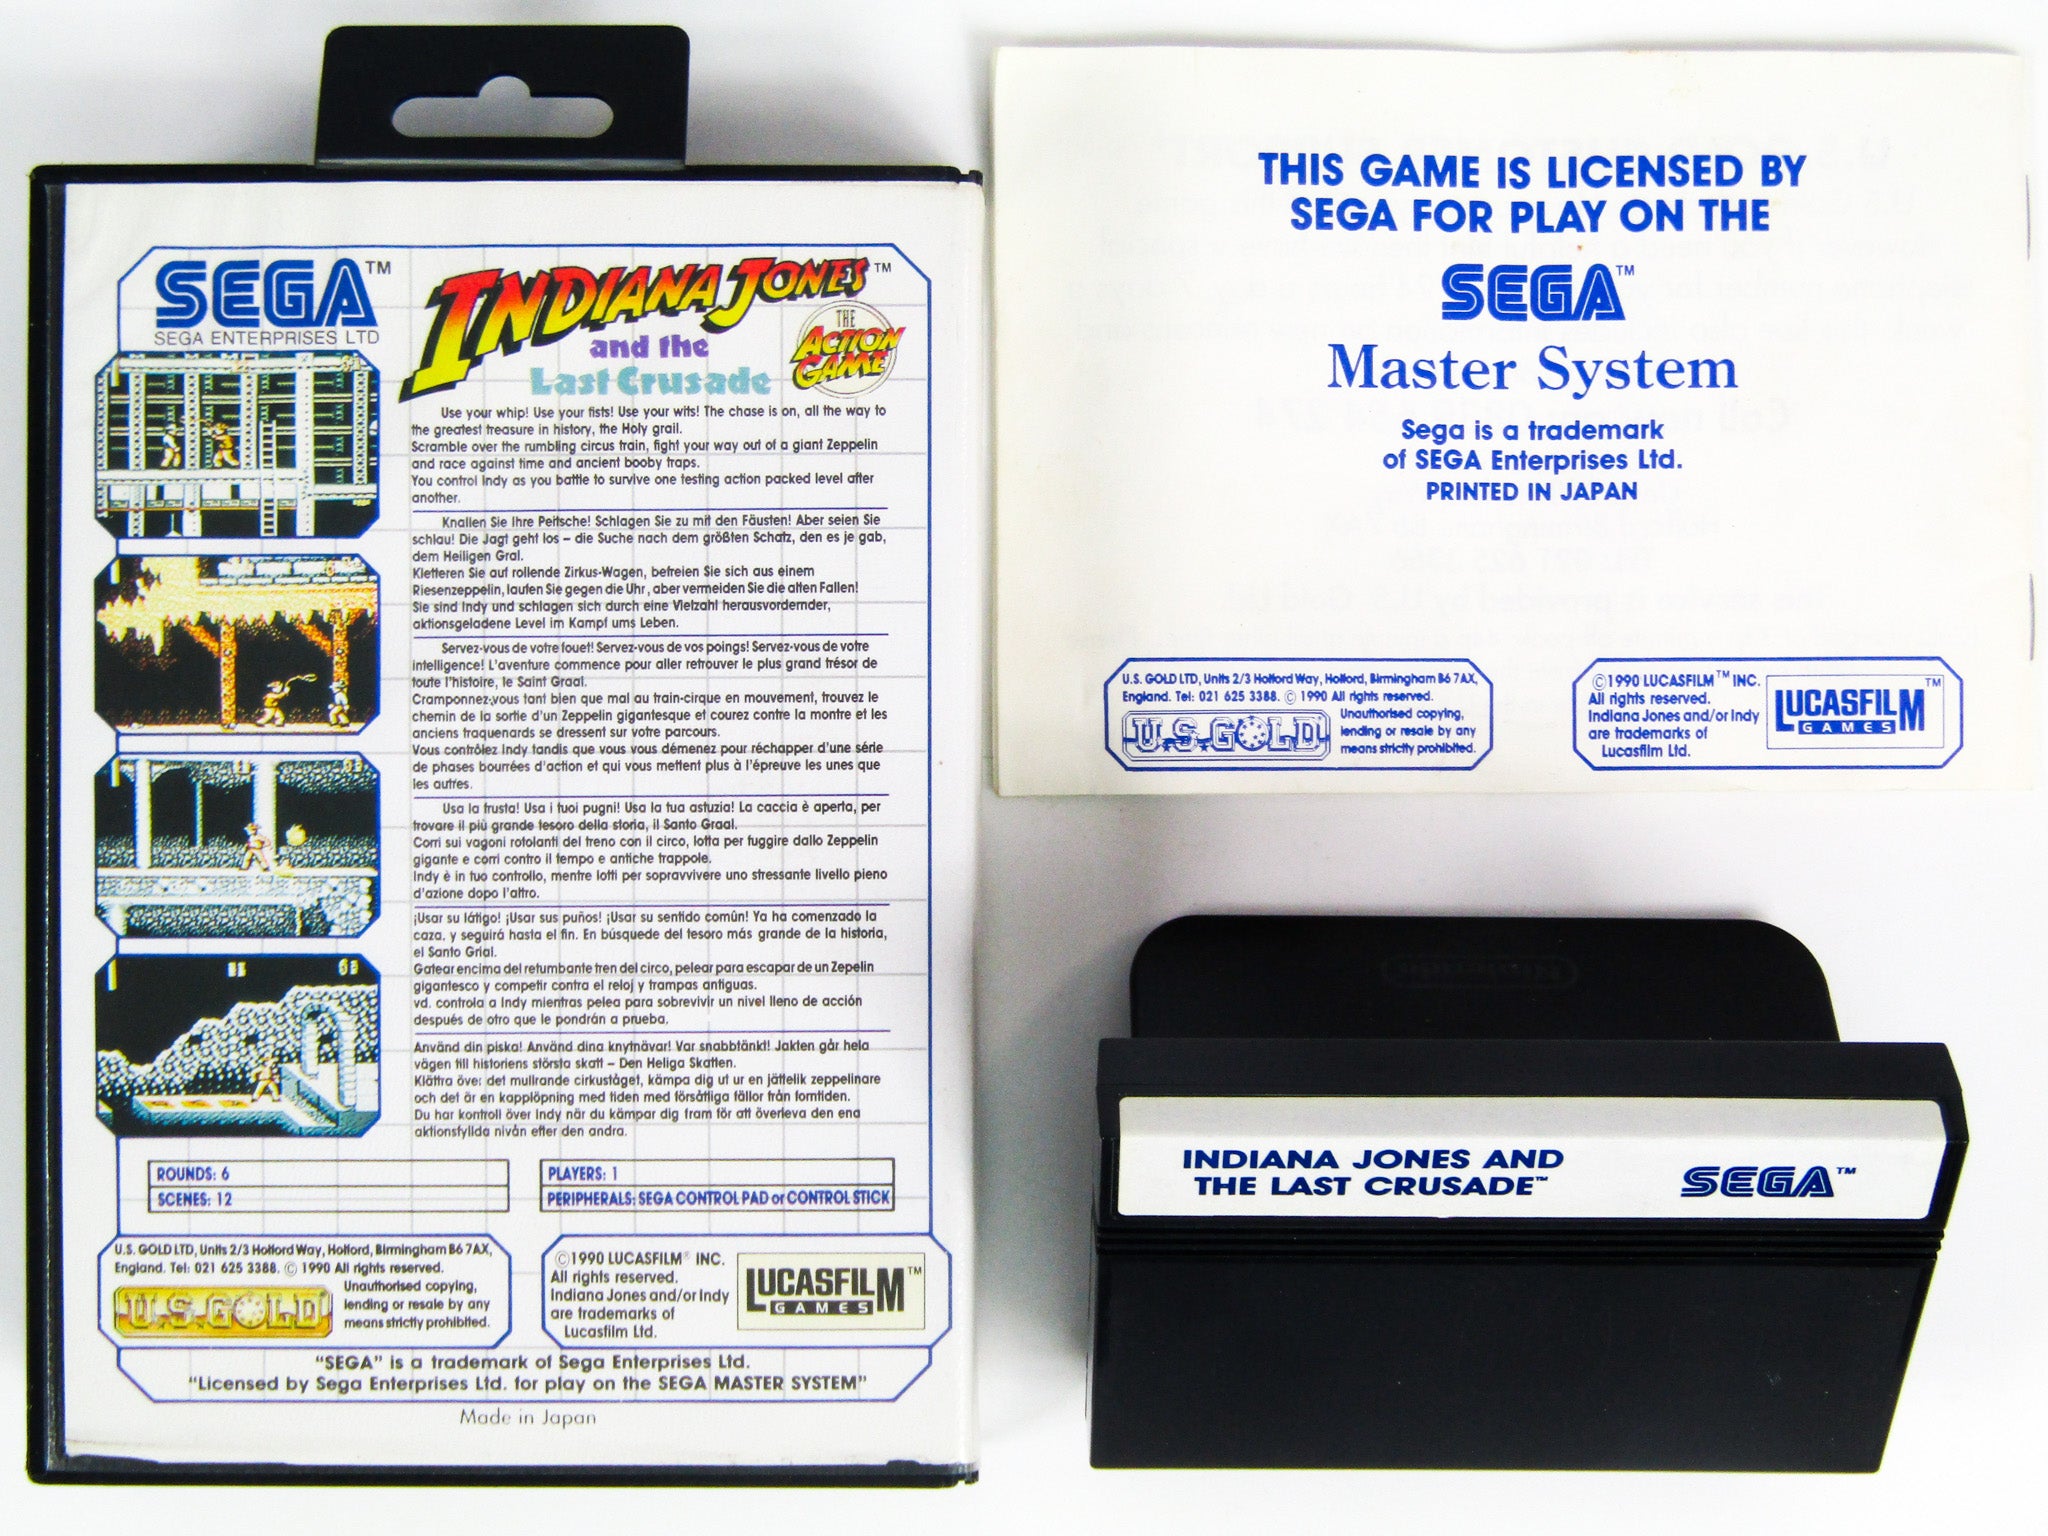 SEGA™
SEGA ENTERPRISES LTD
INDIANA JONES™
and the
Last Crusade
THE
ACTION
GAME
Use your whip! Use your fists! Use your wits! The chase is on, all the way to
the greatest treasure in history, the Holy grail.
Scramble over the rumbling circus train, fight your way out of a giant Zeppelin
and race against time and ancient booby traps.
You control Indy as you battle to survive one testing action packed level after
another.
Knallen Sie Ihre Peitsche! Schlagen Sie zu mit den Fäusten! Aber seien Sie
schlau! Die Jagt geht los – die Suche nach dem größten Schatz, den es je gab,
dem Heiligen Gral.
Kletteren Sie auf rollende Zirkus-Wagen, befreien Sie sich aus einem
Riesenzeppelin, laufen Sie gegen die Uhr, aber vermeiden Sie die alten Fallen!
Sie sind Indy und schlagen sich durch eine Vielzahl herausvordernder,
aktionsgeladene Level im Kampf ums Leben.
Servez-vous de votre fouet! Servez-vous de vos poings! Servez-vous de votre
intelligence! L'aventure commence pour aller retrouver le plus grand trésor de
toute l'histoire, le Saint Graal.
Cramponnez-vous tant bien que mal au train-cirque en mouvement, trouvez le
chemin de la sortie d'un Zeppelin gigantesque et courez contre la montre et les
anciens traquenards se dressent sur votre parcours.
Vous contrôlez Indy tandis que vous vous démenez pour réchapper d'une série
de phases bourrées d'action et qui vous mettent plus à l'épreuve les unes que
les autres.
Usa la frusta! Usa i tuoi pugni! Usa la tua astuzia! La caccia è aperta, per
trovare il più grande tesoro della storia, il Santo Graal.
Corri sui vagoni rotolanti del treno con il circo, lotta per fuggire dallo Zeppelin
gigante e corri contro il tempo e antiche trappole.
Indy è in tuo controllo, mentre lotti per sopravvivere uno stressante livello pieno
d'azione dopo l'altro.
¡Usar su látigo! ¡Usar sus puños! ¡Usar su sentido común! Ya ha comenzado la
caza, y seguirá hasta el fin. En búsquede del tesoro más grande de la historia,
el Santo Grial.
Gatear encima del retumbante tren del circo, pelear para escapar de un Zepelin
gigantesco y competir contra el reloj y trampas antiguas.
vd. controla a Indy mientras pelea para sobrevivir un nivel lleno de acción
después de otro que le pondrán a prueba.
Använd din piska! Använd dina knytnävar! Var snabbtänkt! Jakten går hela
vägen till historiens största skatt – Den Heliga Skatten.
Klättra över det mullrande cirkuståget, kämpa dig ut ur en jättelik zeppelinare
och det är en kapplöpning med tiden med försåtliga fällor från forntiden.
Du har kontroll över Indy när du kämpar dig fram för att överleva den ena
aktionsfyllda nivån efter den andra.
ROUNDS: 6
SCENES: 12
PLAYERS: 1
PERIPHERALS: SEGA CONTROL PAD or CONTROL STICK
U.S. GOLD LTD, Units 2/3 Holford Way, Holford, Birmingham B6 7AX,
England. Tel: 021 625 3388. © 1990 All rights reserved.
U.S. GOLD
Unauthorised copying,
lending or resale by any
means strictly prohibited.
©1990 LUCASFILM® INC.
All rights reserved.
Indiana Jones and/or Indy
are trademarks of
Lucasfilm Ltd.
LUCASFILM™
GAMES
"SEGA" is a trademark of Sega Enterprises Ltd.
"Licensed by Sega Enterprises Ltd. for play on the SEGA MASTER SYSTEM"
Made in Japan
THIS GAME IS LICENSED BY
SEGA FOR PLAY ON THE
SEGA™
Master System
Sega is a trademark
of SEGA Enterprises Ltd.
PRINTED IN JAPAN
U.S. GOLD LTD, Units 2/3 Holford Way, Holford, Birmingham B6 7AX,
England. Tel: 021 625 3388. © 1990 All rights reserved.
U.S. GOLD
Unauthorised copying,
lending or resale by any
means strictly prohibited.
©1990 LUCASFILM™ INC.
All rights reserved.
Indiana Jones and/or Indy
are trademarks of
Lucasfilm Ltd.
LUCASFILM™
GAMES
Nintendo
INDIANA JONES AND
THE LAST CRUSADE™
SEGA™